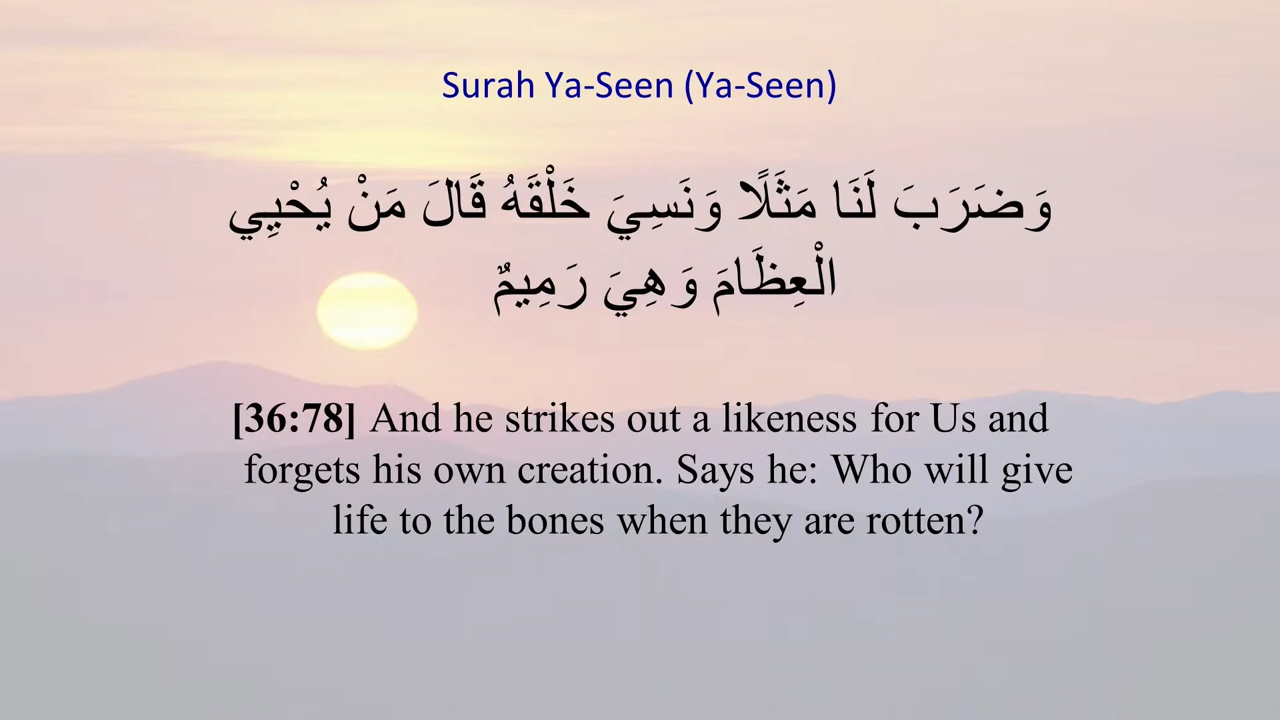 Surah Ya-Seen (Ya-Seen)
وَضَرَبَ لَنَا مَثَلًا وَنَسِيَ خَلْقَهُ قَالَ مَنْ يُحْيِي
الْعِظَامَ وَهِيَ رَمِيمٌ
[36:78] And he strikes out a likeness for Us and
forgets his own creation. Says he: Who will give
life to the bones when they are rotten?